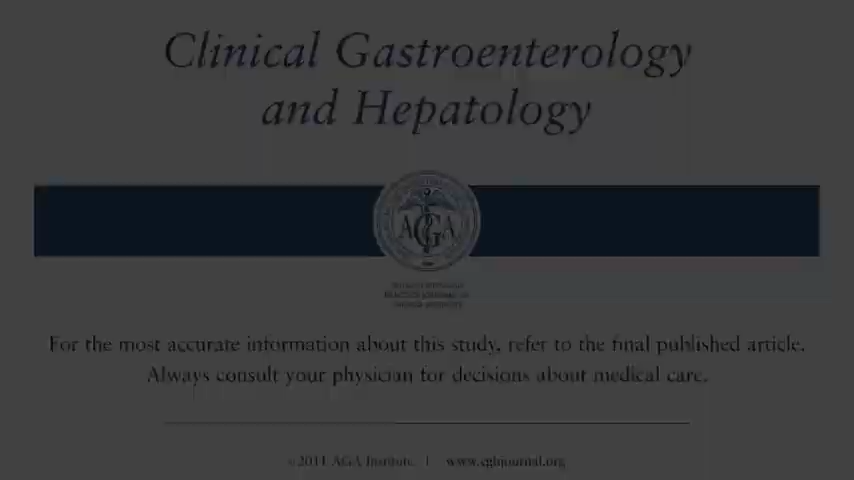 Clinical Gastroenterology
and Hepatology
AGA
For the most accurate information about this study, refer to the final published article.
Always consult your physician for decisions about medical care.
©2011 AGA Institute | www.cghjournal.org